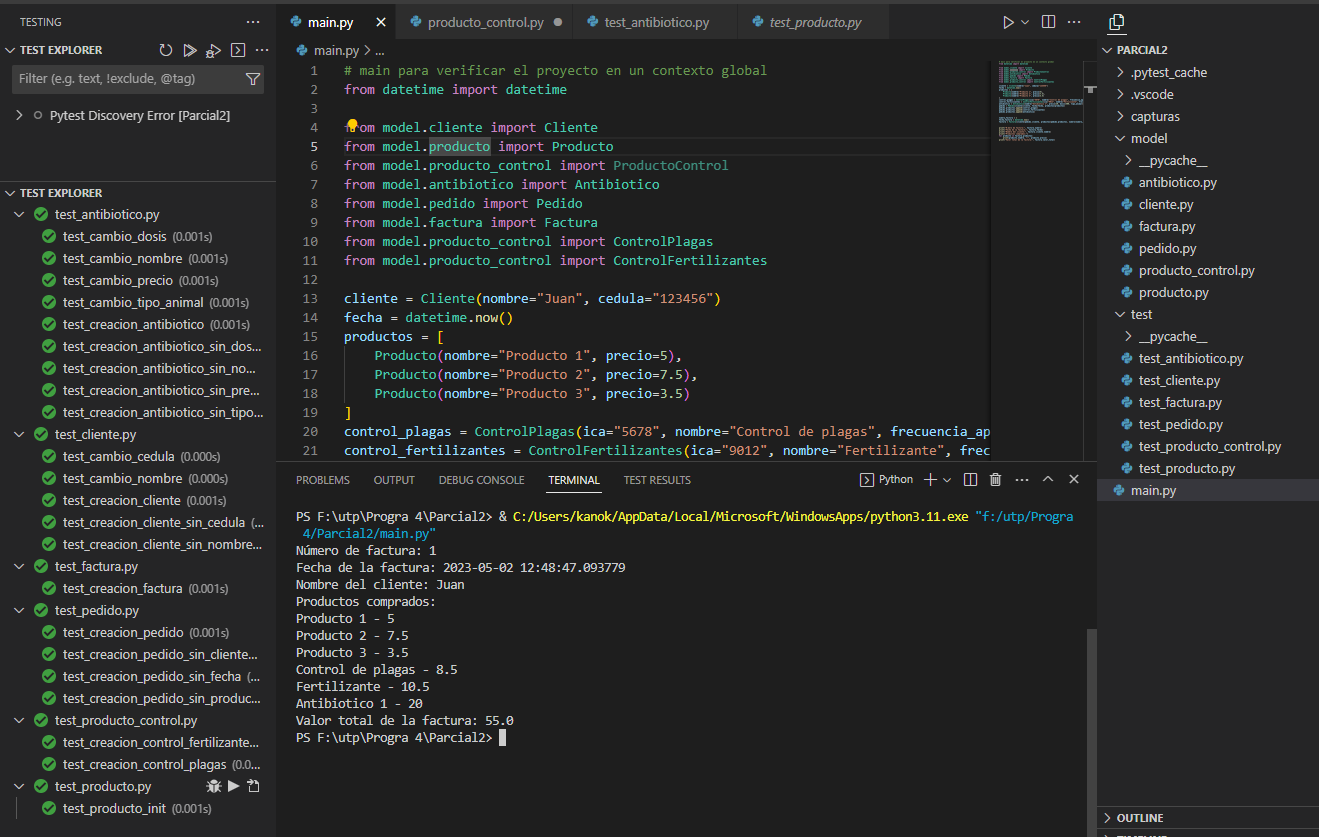 TESTING
TEST EXPLORER
Filter (e.g. text, !exclude, @tag)
Pytest Discovery Error [Parcial2]
TEST EXPLORER
test_antibiotico.py
test_cambio_dosis (0.001s)
test_cambio_nombre (0.001s)
test_cambio_precio (0.001s)
test_cambio_tipo_animal (0.001s)
test_creacion_antibiotico (0.001s)
test_creacion_antibiotico_sin_dos...
test_creacion_antibiotico_sin_no...
test_creacion_antibiotico_sin_pre...
test_creacion_antibiotico_sin_tipo...
test_cliente.py
test_cambio_cedula (0.000s)
test_cambio_nombre (0.000s)
test_creacion_cliente (0.001s)
test_creacion_cliente_sin_cedula (...
test_creacion_cliente_sin_nombre...
test_factura.py
test_creacion_factura (0.001s)
test_pedido.py
test_creacion_pedido (0.001s)
test_creacion_pedido_sin_cliente...
test_creacion_pedido_sin_fecha (...
test_creacion_pedido_sin_produc...
test_producto_control.py
test_creacion_control_fertilizante...
test_creacion_control_plagas (0.0...
test_producto.py
test_producto_init (0.001s)
main.py
producto_control.py
test_antibiotico.py
test_producto.py
main.py > ...
1 # main para verificar el proyecto en un contexto global
2 from datetime import datetime
3
4 from model.cliente import Cliente
5 from model.producto import Producto
6 from model.producto_control import ProductoControl
7 from model.antibiotico import Antibiotico
8 from model.pedido import Pedido
9 from model.factura import Factura
10 from model.producto_control import ControlPlagas
11 from model.producto_control import ControlFertilizantes
12
13 cliente = Cliente(nombre="Juan", cedula="123456")
14 fecha = datetime.now()
15 productos = [
16 Producto(nombre="Producto 1", precio=5),
17 Producto(nombre="Producto 2", precio=7.5),
18 Producto(nombre="Producto 3", precio=3.5)
19 ]
20 control_plagas = ControlPlagas(ica="5678", nombre="Control de plagas", frecuencia_ap
21 control_fertilizantes = ControlFertilizantes(ica="9012", nombre="Fertilizante", frec
PROBLEMS OUTPUT DEBUG CONSOLE TERMINAL TEST RESULTS
Python
PS F:\utp\Progra 4\Parcial2> & C:/Users/kanok/AppData/Local/Microsoft/WindowsApps/python3.11.exe "f:/utp/Progra
4/Parcial2/main.py"
Número de factura: 1
Fecha de la factura: 2023-05-02 12:48:47.093779
Nombre del cliente: Juan
Productos comprados:
Producto 1 - 5
Producto 2 - 7.5
Producto 3 - 3.5
Control de plagas - 8.5
Fertilizante - 10.5
Antibiotico 1 - 20
Valor total de la factura: 55.0
PS F:\utp\Progra 4\Parcial2>
PARCIAL2
.pytest_cache
.vscode
capturas
model
__pycache__
antibiotico.py
cliente.py
factura.py
pedido.py
producto_control.py
producto.py
test
__pycache__
test_antibiotico.py
test_cliente.py
test_factura.py
test_pedido.py
test_producto_control.py
test_producto.py
main.py
OUTLINE